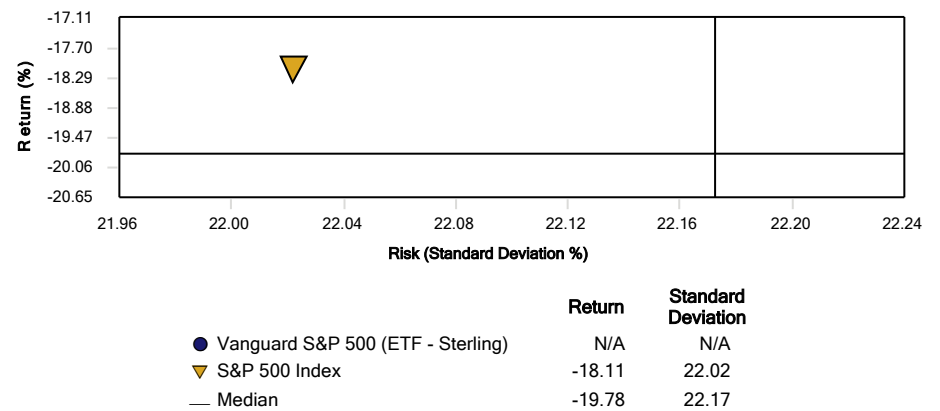 -17.11
-17.70
-18.29
-18.88
-19.47
-20.06
-20.65
Return (%)
21.96 22.00 22.04 22.08 22.12 22.16 22.20 22.24
Risk (Standard Deviation %)
Return Standard Deviation
Vanguard S&P 500 (ETF - Sterling) N/A N/A
S&P 500 Index -18.11 22.02
Median -19.78 22.17